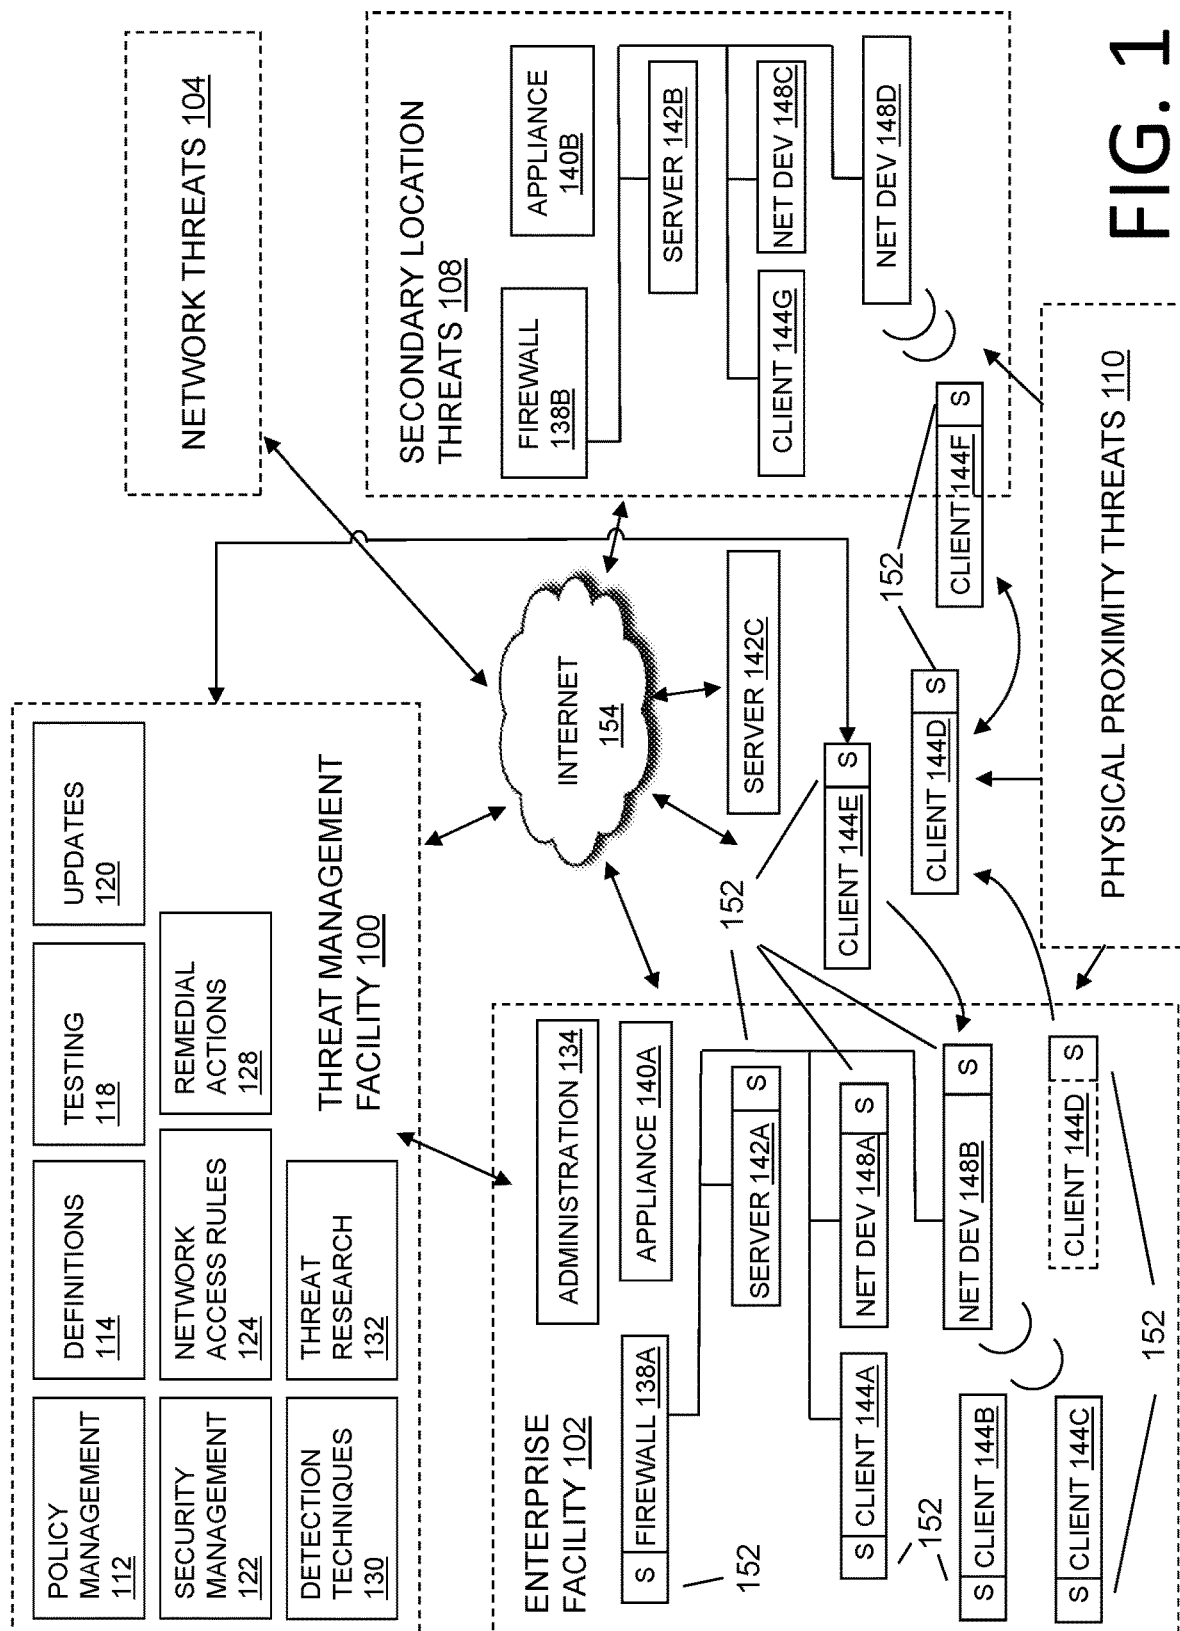 POLICY
MANAGEMENT
112
DEFINITIONS
114
TESTING
118
UPDATES
120
SECURITY
MANAGEMENT
122
NETWORK
ACCESS RULES
124
REMEDIAL
ACTIONS
128
DETECTION
TECHNIQUES
130
THREAT
RESEARCH
132
THREAT MANAGEMENT
FACILITY 100
NETWORK THREATS 104
INTERNET
154
SECONDARY LOCATION
THREATS 108
FIREWALL
138B
APPLIANCE
140B
SERVER 142B
CLIENT 144G
NET DEV 148C
NET DEV 148D
ENTERPRISE
FACILITY 102
ADMINISTRATION 134
S
FIREWALL 138A
APPLIANCE 140A
152
SERVER 142A
S
152
SERVER 142C
S
CLIENT 144A
NET DEV 148A
S
CLIENT 144E
S
152
152
S
CLIENT 144B
NET DEV 148B
S
CLIENT 144D
S
CLIENT 144F
S
S
CLIENT 144C
CLIENT 144D
S
152
PHYSICAL PROXIMITY THREATS 110
FIG. 1